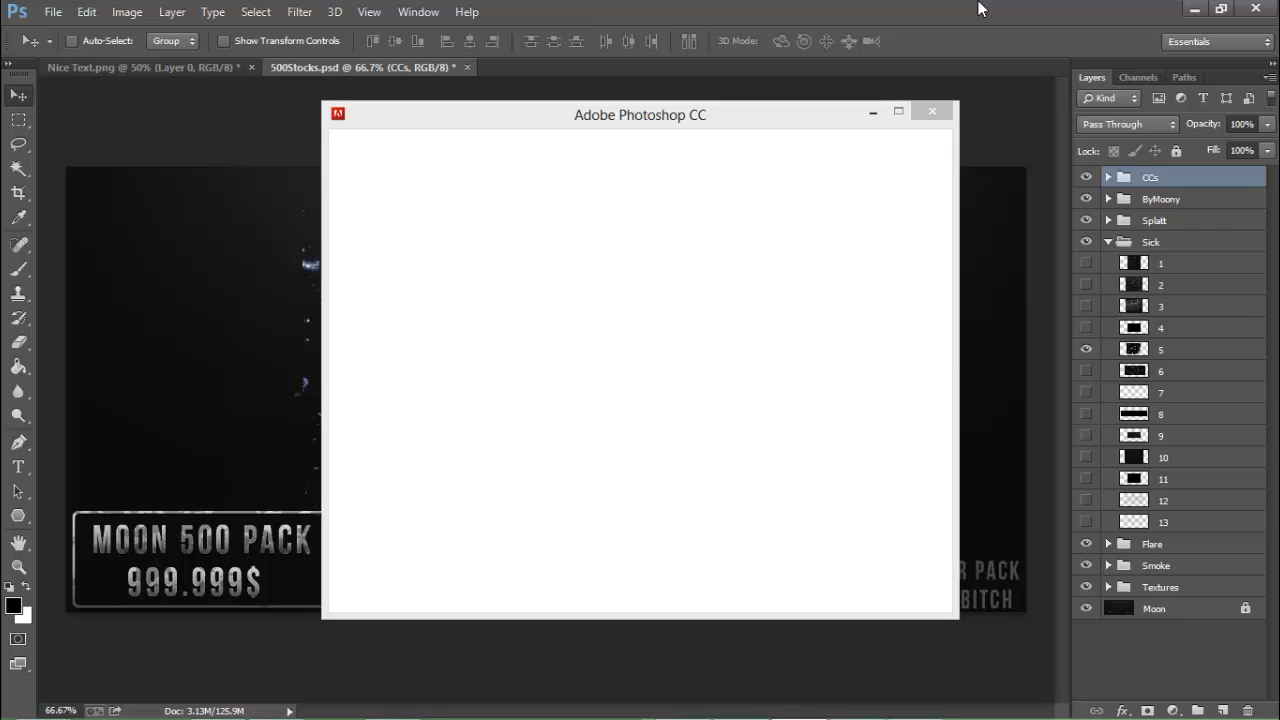 Ps File Edit Image Layer Type Select Filter 3D View Window Help
Auto-Select: Group Show Transform Controls 3D Mode: Essentials
Nice Text.png @ 50% (Layer 0, RGB/8) * × 500Stocks.psd @ 66.7% (CCs, RGB/8) * ×
Layers Channels Paths
Kind
Pass Through Opacity: 100%
Lock: Fill: 100%
Adobe Photoshop CC
CCs
ByMoony
Splatt
Sick
1
2
3
4
5
6
7
8
9
10
11
12
13
Flare
Smoke
Textures
Moon
MOON 500 PACK
999.999$
R PACK
BITCH
66.67% Doc: 3.13M/125.9M